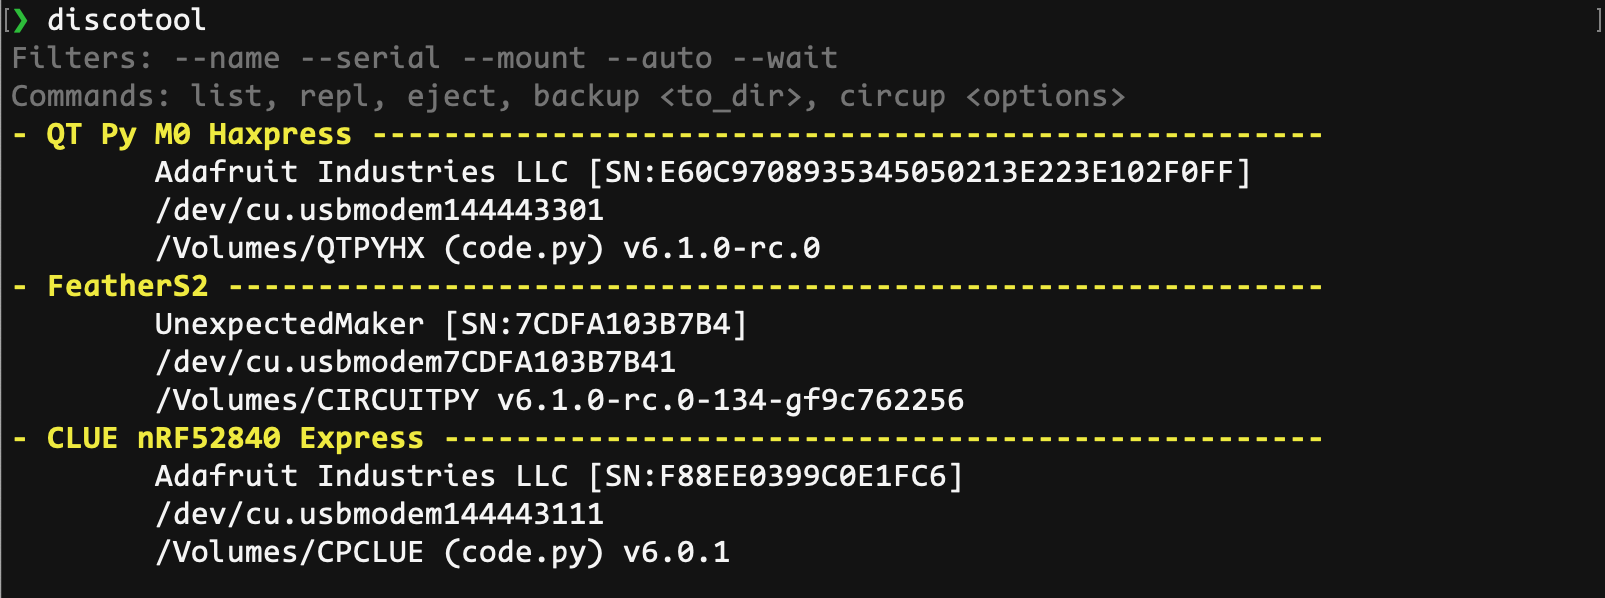 [❯ discotool ]
Filters: --name --serial --mount --auto --wait
Commands: list, repl, eject, backup <to_dir>, circup <options>
- QT Py M0 Haxpress -----------------------------------------------------
        Adafruit Industries LLC [SN:E60C9708935345050213E223E102F0FF]
        /dev/cu.usbmodem144443301
        /Volumes/QTPYHX (code.py) v6.1.0-rc.0
- FeatherS2 -------------------------------------------------------------
        UnexpectedMaker [SN:7CDFA103B7B4]
        /dev/cu.usbmodem7CDFA103B7B41
        /Volumes/CIRCUITPY v6.1.0-rc.0-134-gf9c762256
- CLUE nRF52840 Express -------------------------------------------------
        Adafruit Industries LLC [SN:F88EE0399C0E1FC6]
        /dev/cu.usbmodem144443111
        /Volumes/CPCLUE (code.py) v6.0.1